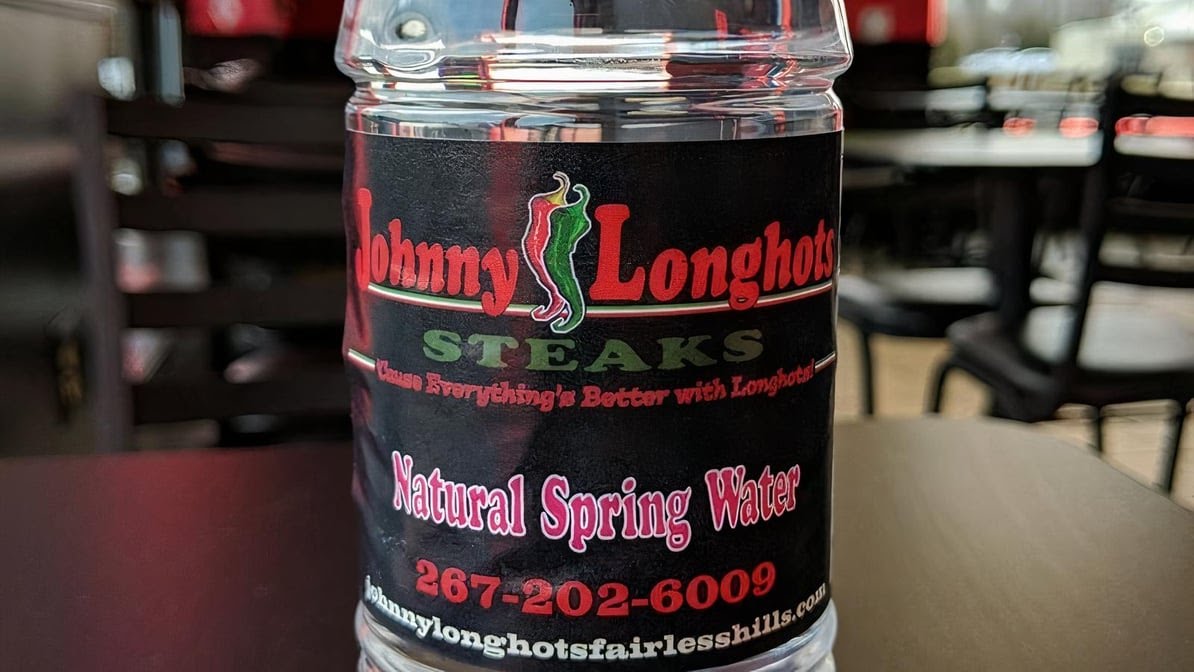 Johnny Longhots
STEAKS
'Cause Everything's Better with Longhots!
Natural Spring Water
267-202-6009
johnnylonghotsfairlesshills.com